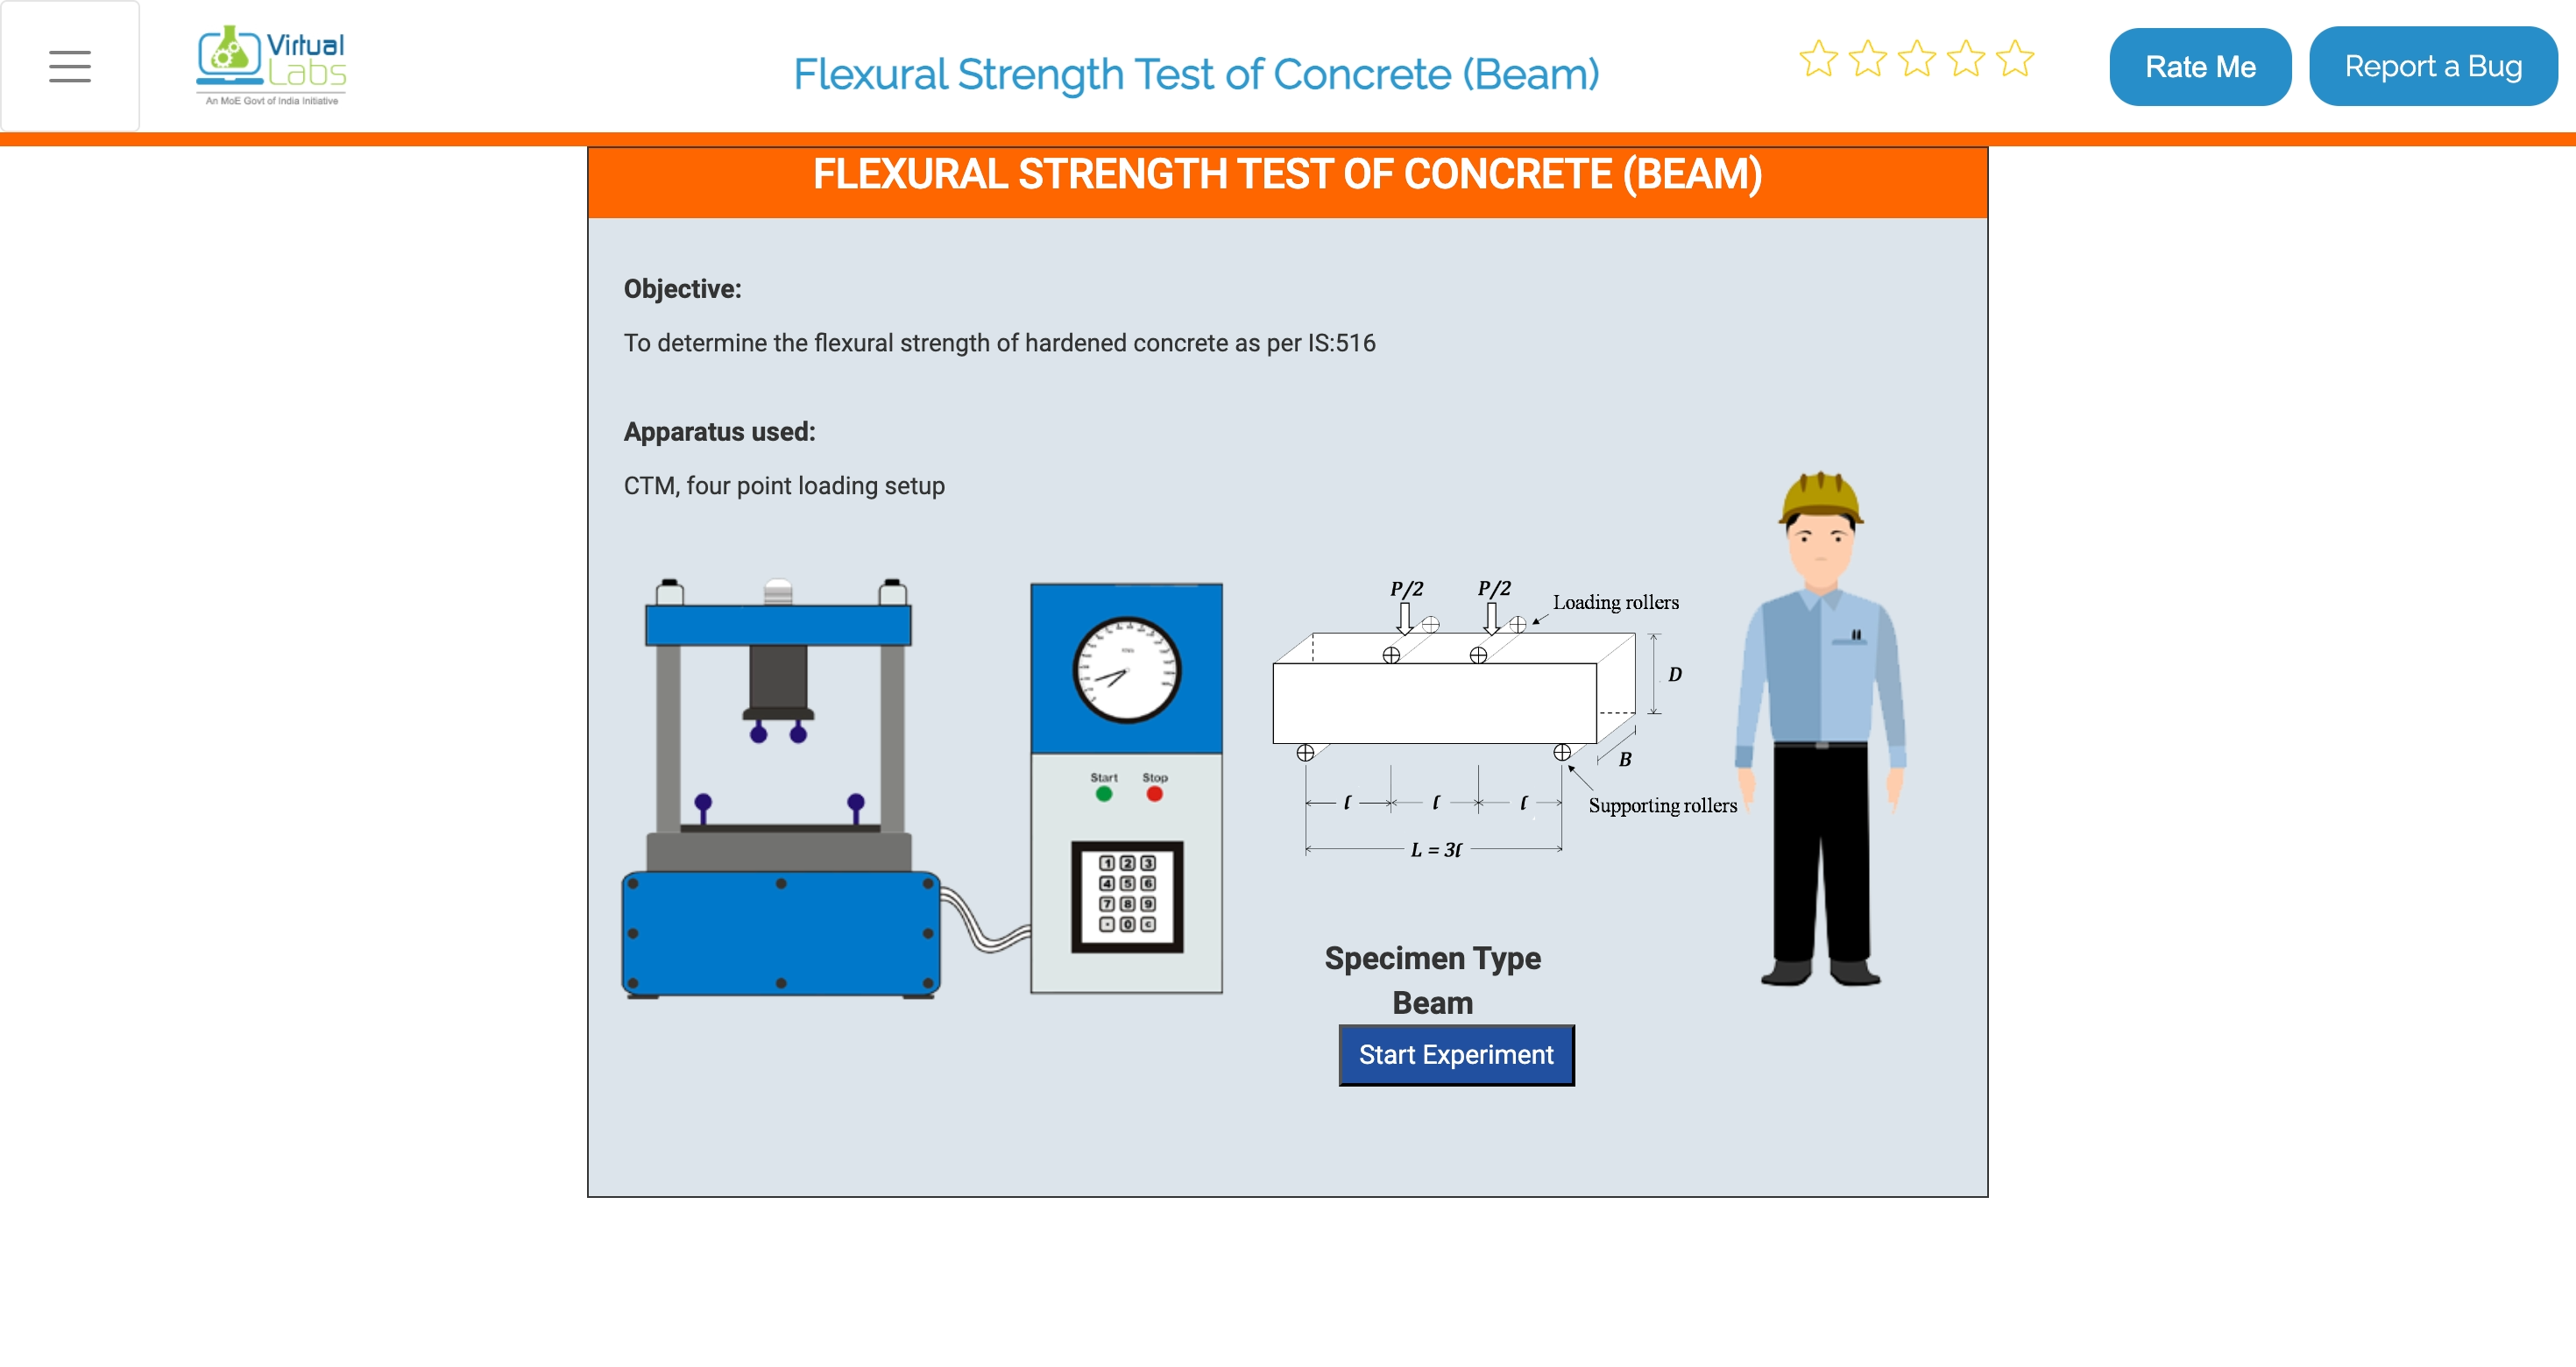 Virtual
Labs
An MoE Govt of India Initiative
Flexural Strength Test of Concrete (Beam)
Rate Me
Report a Bug
FLEXURAL STRENGTH TEST OF CONCRETE (BEAM)
Objective:
To determine the flexural strength of hardened concrete as per IS:516
Apparatus used:
CTM, four point loading setup
P/2 P/2
Loading rollers
D
B
Supporting rollers
l l l
L = 3l
Start Stop
1 2 3
4 5 6
7 8 9
0
Specimen Type
Beam
Start Experiment